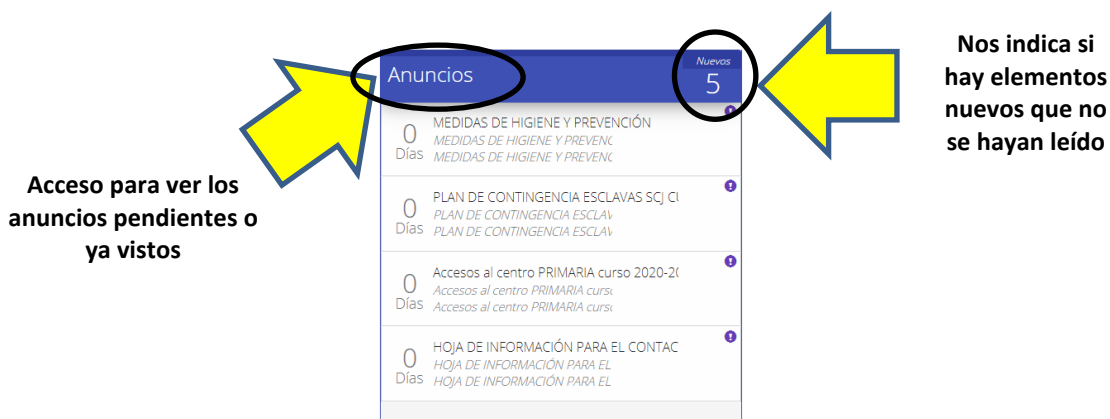 Anuncios
Nuevos
5
Nos indica si
hay elementos
nuevos que no
se hayan leído
Acceso para ver los
anuncios pendientes o
ya vistos
0
Días
MEDIDAS DE HIGIENE Y PREVENCIÓN
MEDIDAS DE HIGIENE Y PREVENC
MEDIDAS DE HIGIENE Y PREVENC
0
Días
PLAN DE CONTINGENCIA ESCLAVAS SCJ
PLAN DE CONTINGENCIA ESCLAV
PLAN DE CONTINGENCIA ESCLAV
0
Días
Accesos al centro PRIMARIA curso 2020-20
Accesos al centro PRIMARIA curs
Accesos al centro PRIMARIA curs
0
Días
HOJA DE INFORMACIÓN PARA EL CONTAC
HOJA DE INFORMACIÓN PARA EL
HOJA DE INFORMACIÓN PARA EL